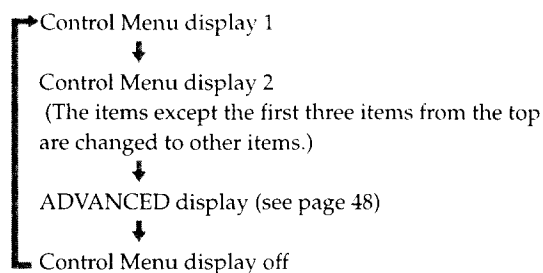 Control Menu display 1
Control Menu display 2
(The items except the first three items from the top
are changed to other items.)
ADVANCED display (see page 48)
Control Menu display off